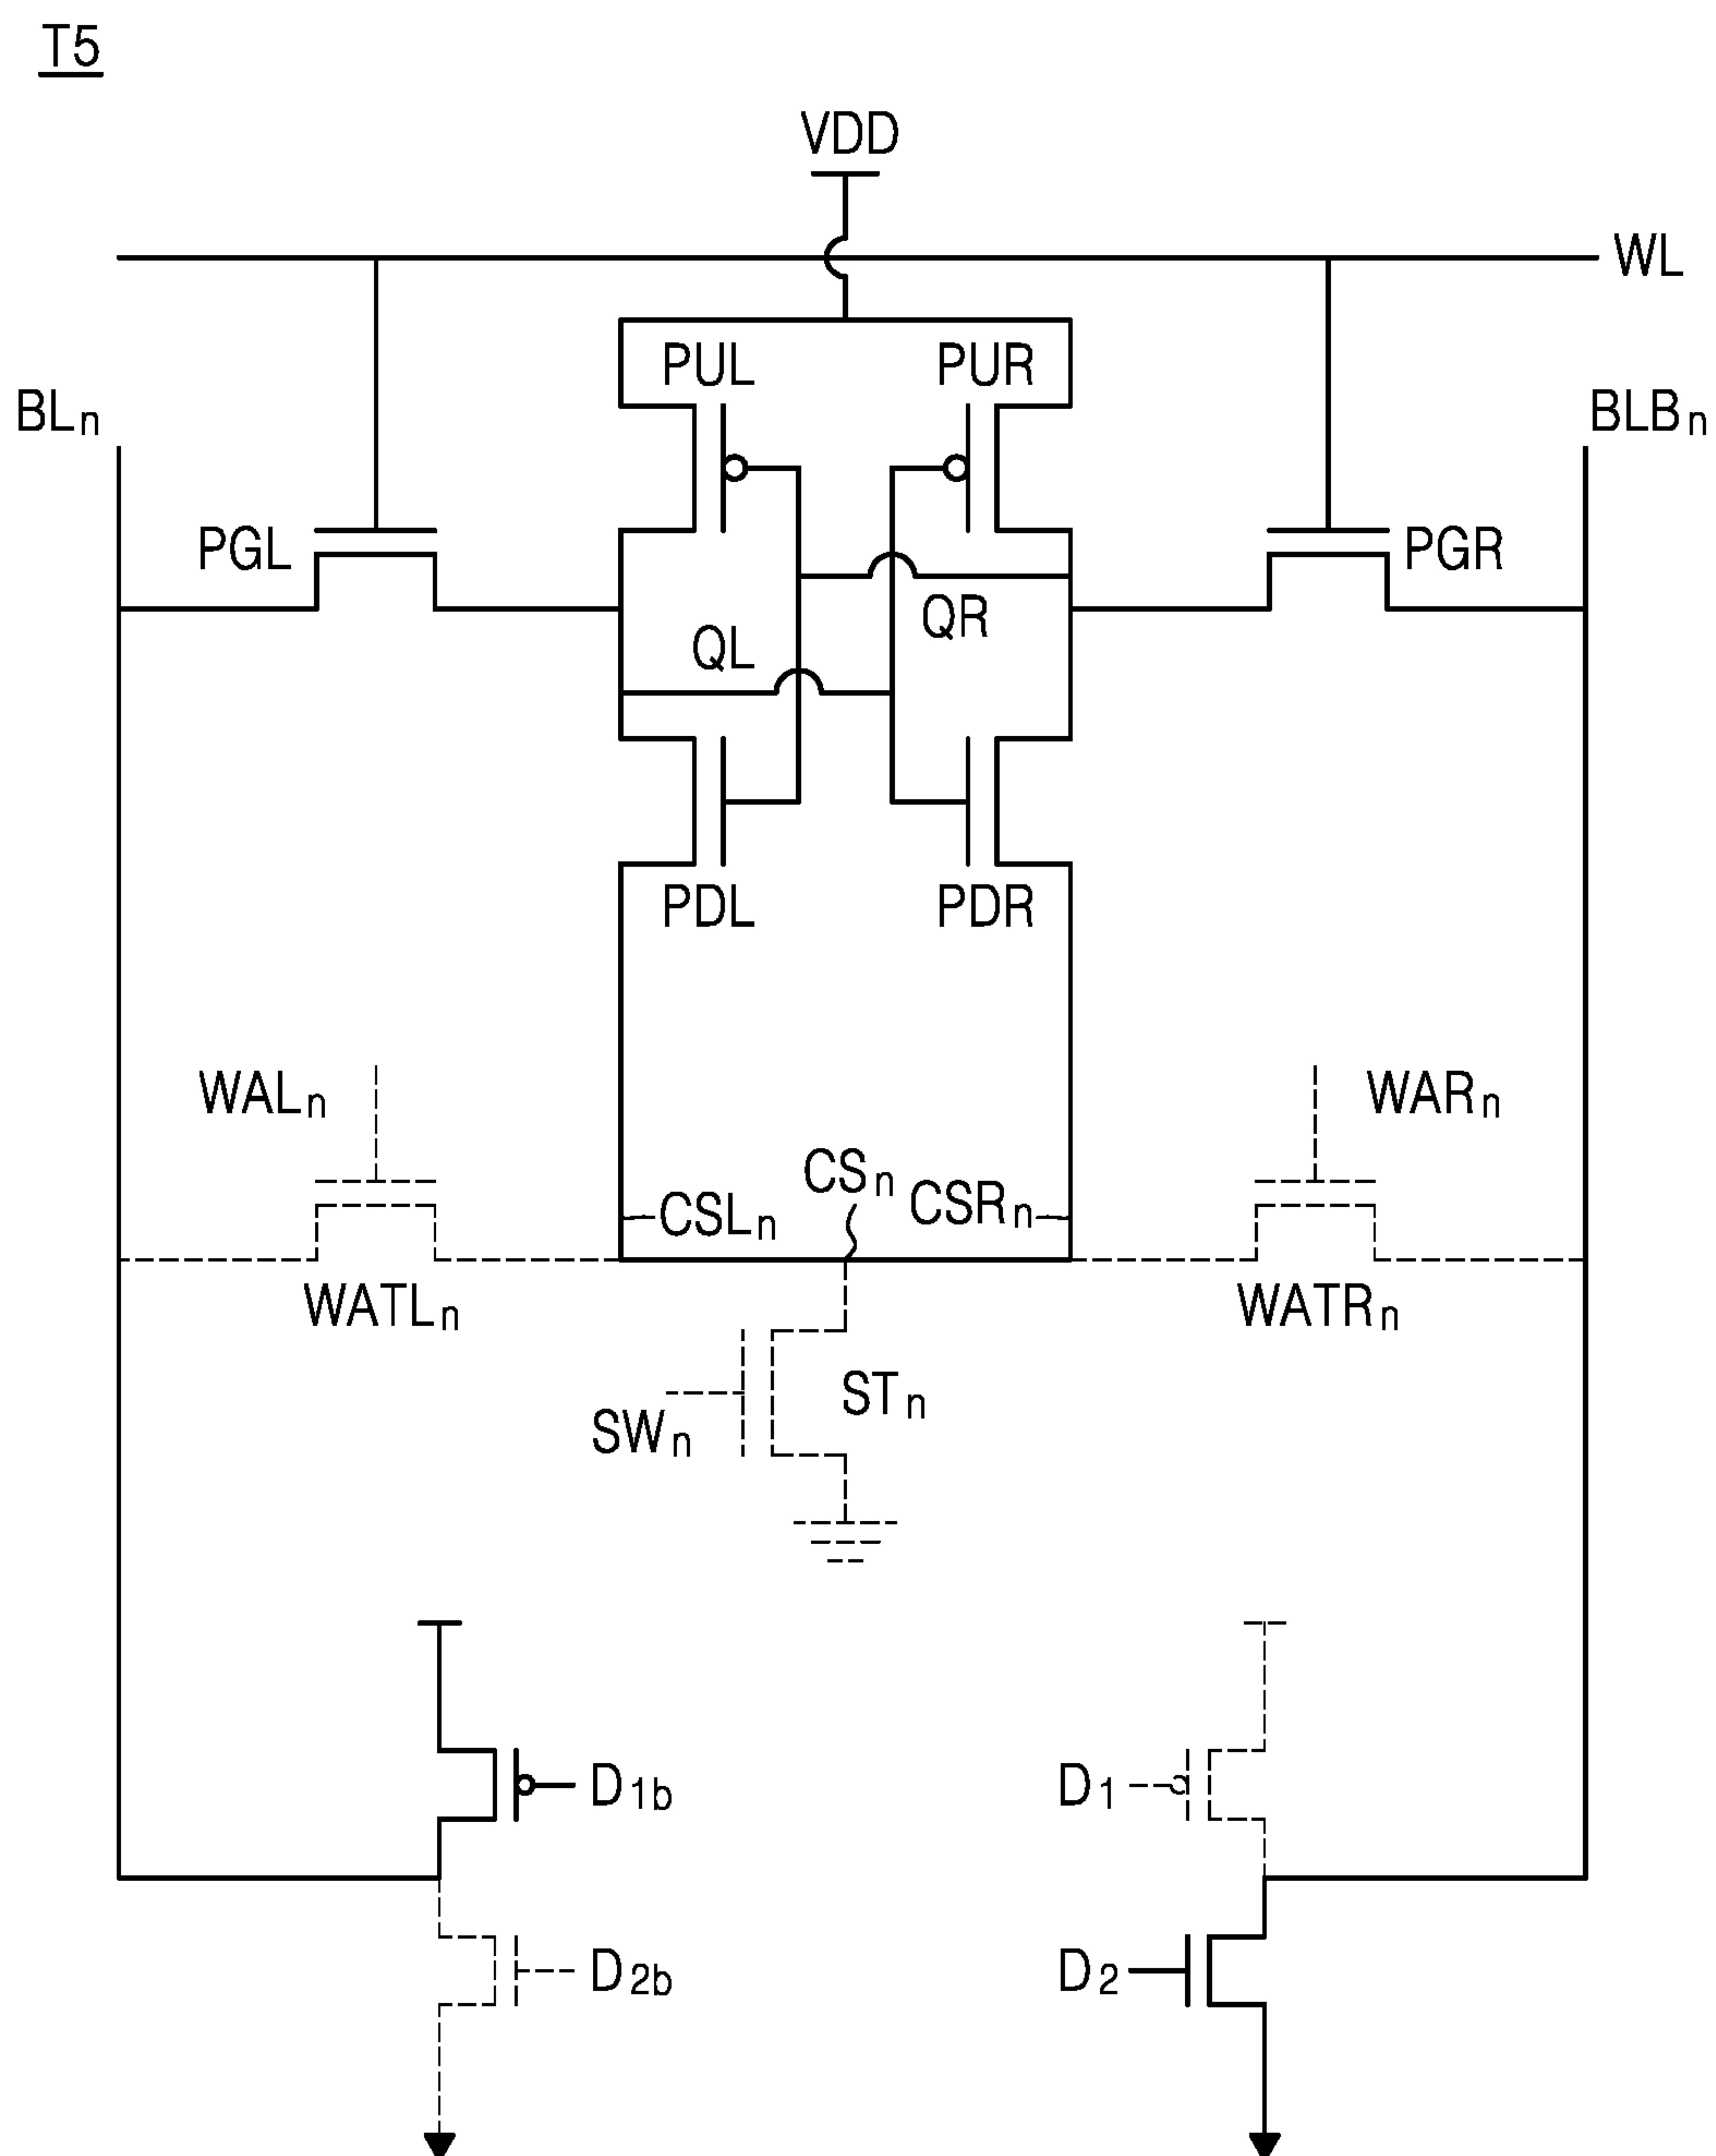 T5
VDD
WL
PUL PUR
BLn BLBn
PGL PGR
QL QR
PDL PDR
WALn WARn
CSn
CSLn CSRn
WATLn WATRn
STn
SWn
D1b D1
D2b D2